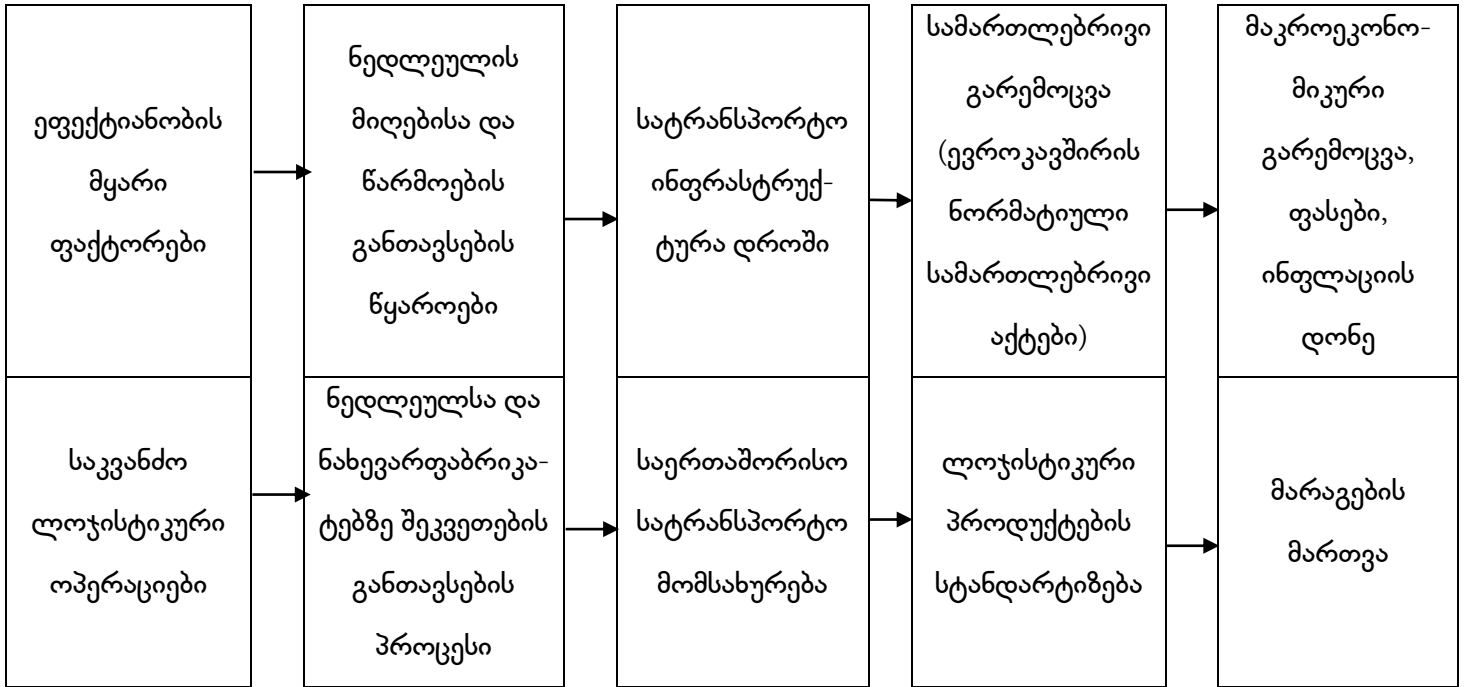 ეფექტიანობის
მყარი
ფაქტორები
ნედლეულის
მიღებისა და
წარმოების
განთავსების
წყაროები
სატრანსპორტო
ინფრასტრუქ-
ტურა დროში
სამართლებრივი
გარემოცვა
(ევროკავშირის
ნორმატიული
სამართლებრივი
აქტები)
მაკროეკონო-
მიკური
გარემოცვა,
ფასები,
ინფლაციის
დონე
საკვანძო
ლოჯისტიკური
ოპერაციები
ნედლეულსა და
ნახევარფაბრიკა-
ტებზე შეკვეთების
განთავსების
პროცესი
საერთაშორისო
სატრანსპორტო
მომსახურება
ლოჯისტიკური
პროდუქტების
სტანდარტიზება
მარაგების
მართვა